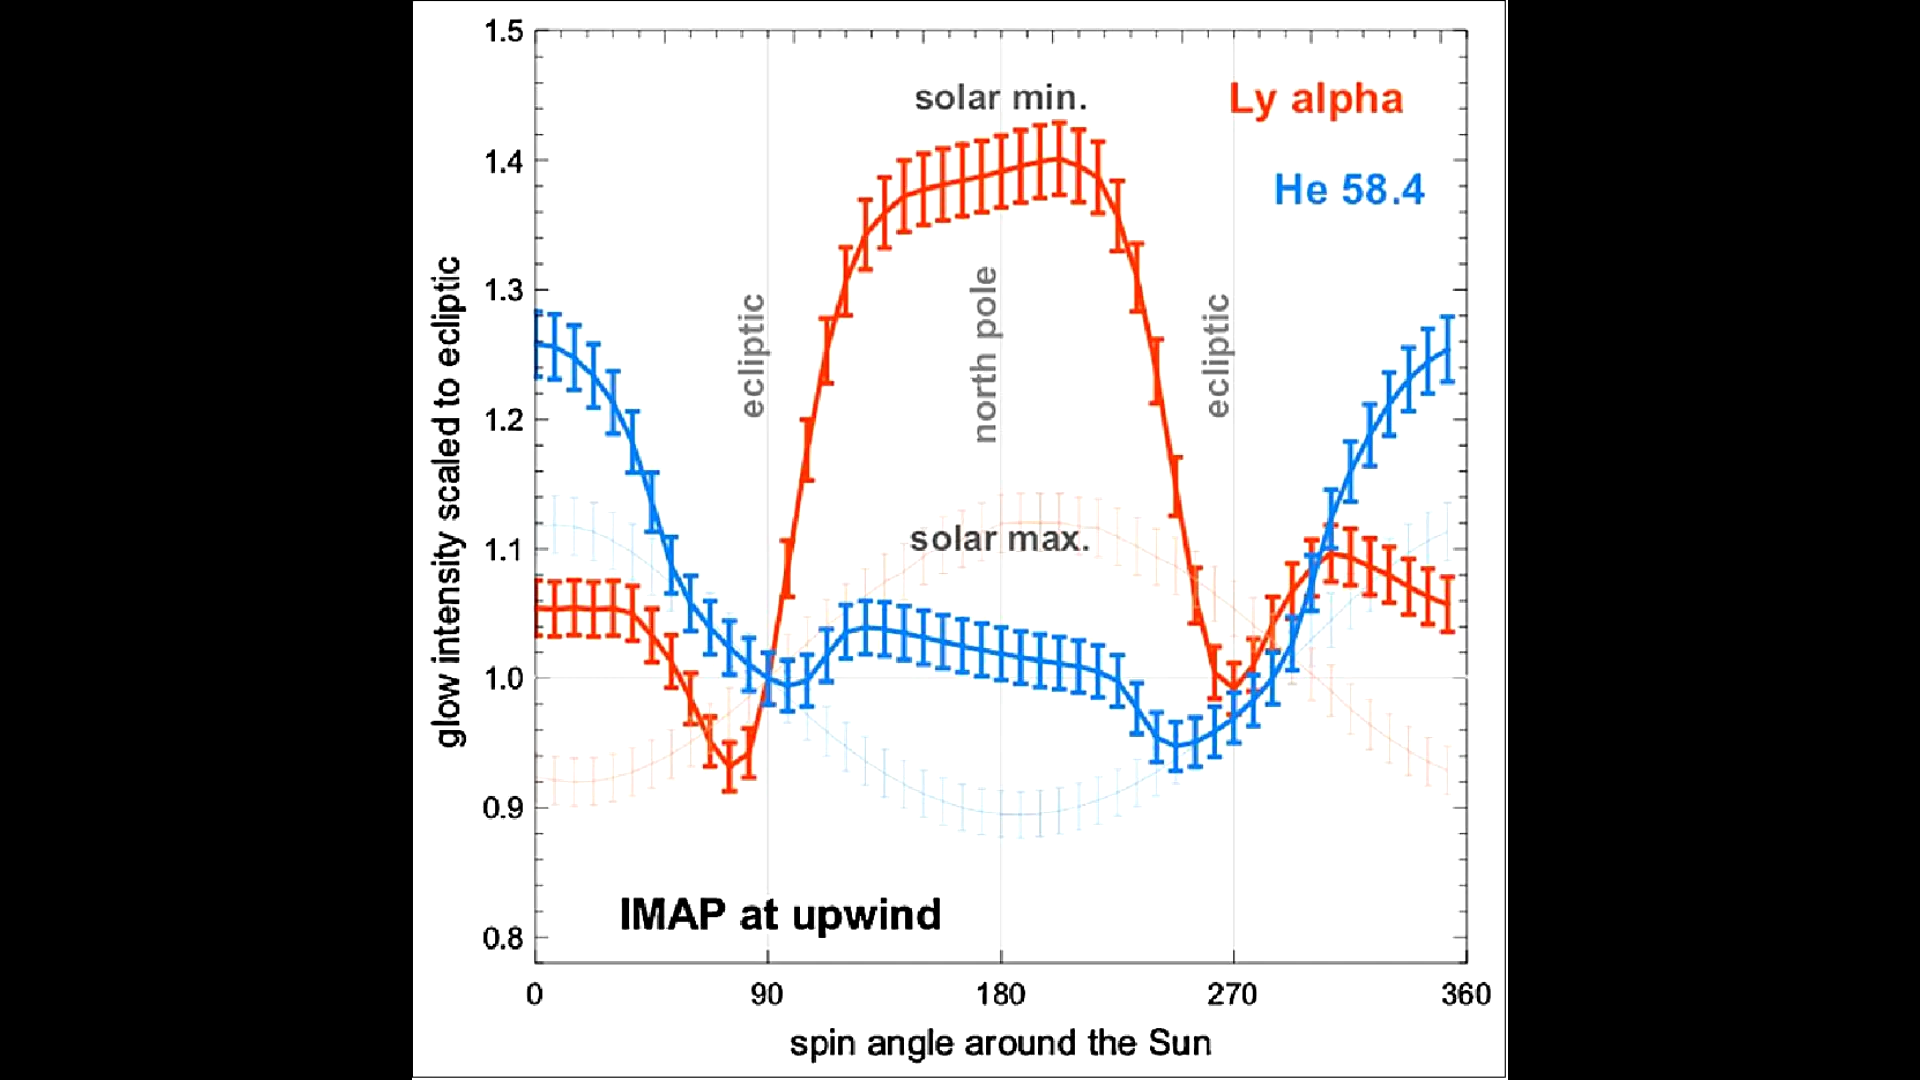 1.5
1.4
1.3
1.2
1.1
1.0
0.9
0.8
glow intensity scaled to ecliptic
solar min.
Ly alpha
He 58.4
ecliptic
north pole
ecliptic
solar max.
IMAP at upwind
0 90 180 270 360
spin angle around the Sun